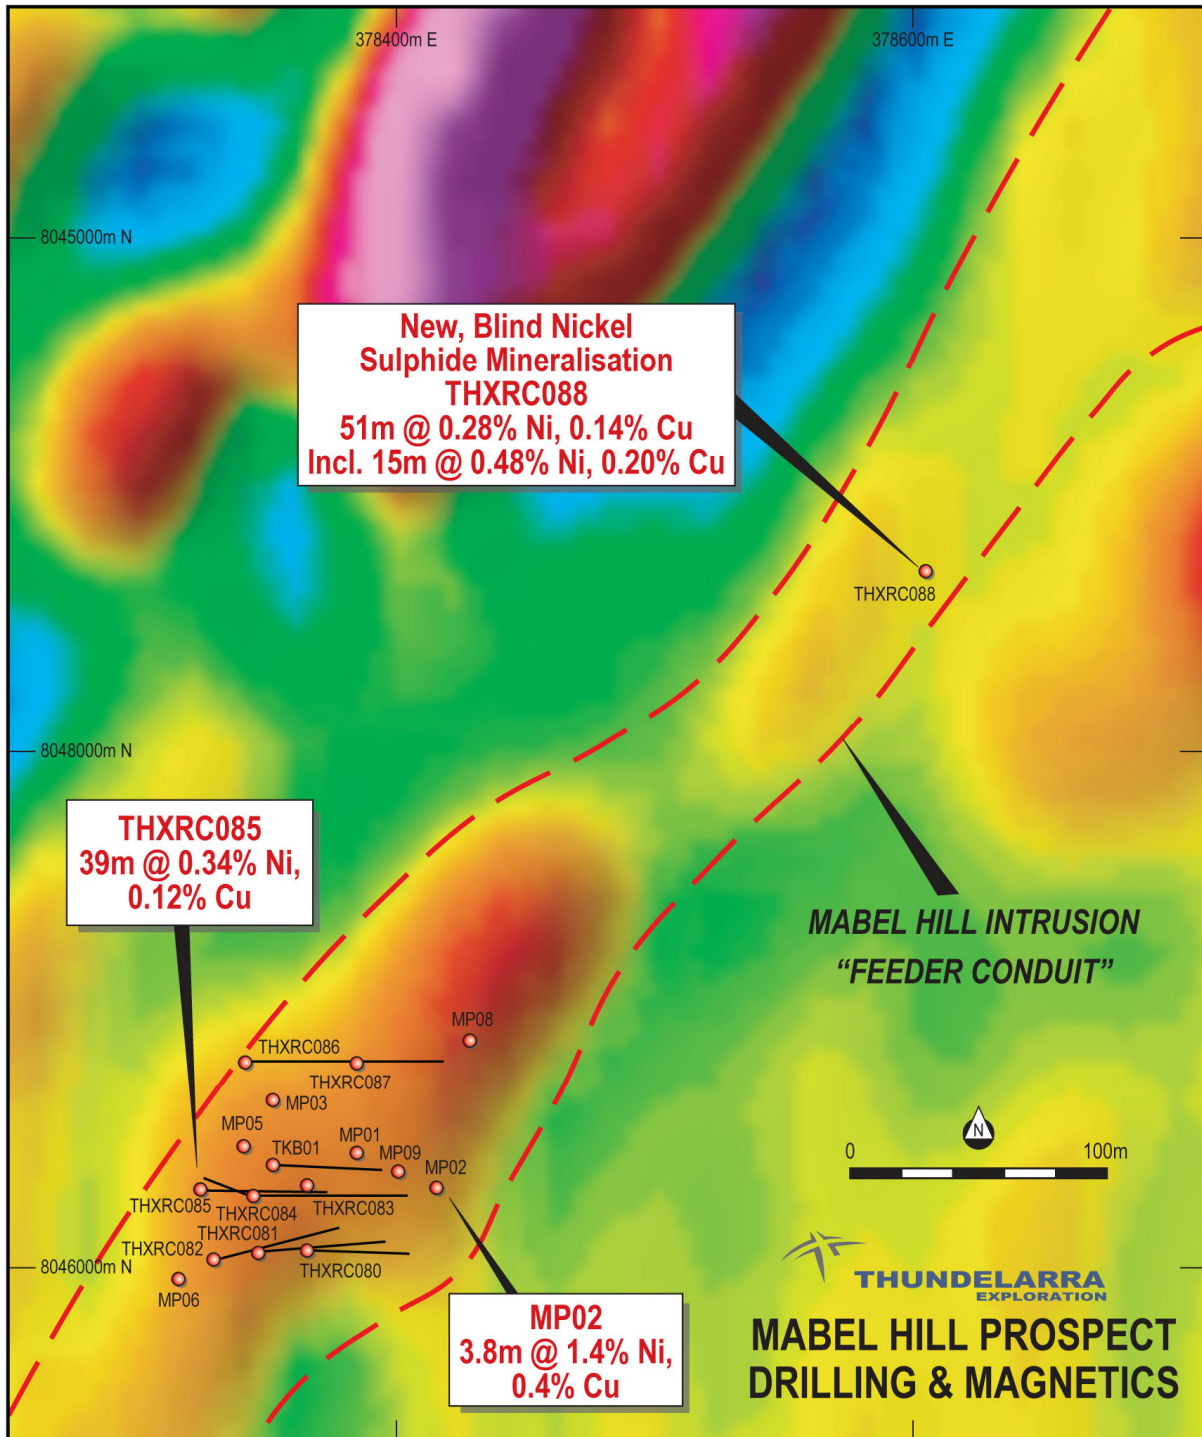 378400m E
378600m E
8045000m N
New, Blind Nickel
Sulphide Mineralisation
THXRC088
51m @ 0.28% Ni, 0.14% Cu
Incl. 15m @ 0.48% Ni, 0.20% Cu
THXRC088
8048000m N
THXRC085
39m @ 0.34% Ni,
0.12% Cu
MABEL HILL INTRUSION
“FEEDER CONDUIT”
MP08
THXRC086
THXRC087
MP03
MP05
MP01
TKB01
MP09
MP02
THXRC085
THXRC084
THXRC083
THXRC081
THXRC082
THXRC080
8046000m N
MP06
N
0
100m
MP02
3.8m @ 1.4% Ni,
0.4% Cu
THUNDELARRA
EXPLORATION
MABEL HILL PROSPECT
DRILLING & MAGNETICS